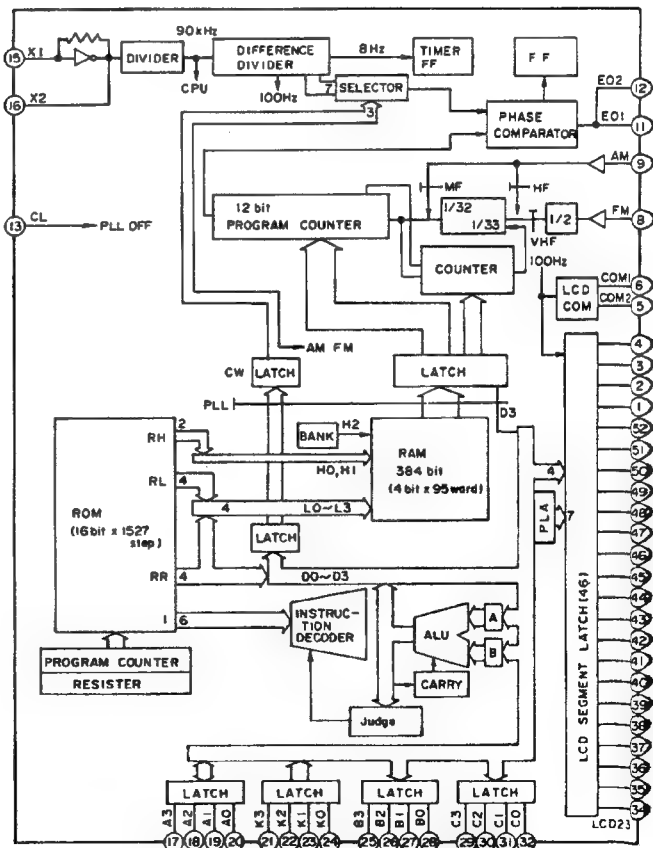 90kHz
15 X1
DIVIDER
DIFFERENCE
DIVIDER
8Hz
TIMER
FF
FF
EO2 12
16 X2
CPU
100Hz
7
SELECTOR
3
PHASE
COMPARATOR
EO1 11
AM 9
MF
HF
12 bit
PROGRAM COUNTER
1/32
1/33
1/2
FM 8
VHF
100Hz
13 CL
PLL OFF
COUNTER
LCD
COM
COM1 6
COM2 5
AM FM
CW LATCH
LATCH
PLL
D3
BANK H2
RAM
384 bit
(4 bit x 95 ward)
2
RH
H0,H1
RL 4
4
L0~L3
4
PLA
7
ROM
(16 bit x 1527
step)
LATCH
RR 4
D0~D3
I 6
INSTRUC-
TION
DECODER
ALU
A
B
CARRY
Judge
PROGRAM COUNTER
RESISTER
LCD SEGMENT LATCH(46)
4
3
2
1
52
51
50
49
48
47
46
45
44
43
42
41
40
39
38
37
36
35
34
LCD23
LATCH LATCH LATCH LATCH
A3 A2 A1 A0 K3 K2 K1 K0 B3 B2 B1 B0 C3 C2 C1 C0
17 18 19 20 21 22 23 24 25 26 27 28 29 30 31 32